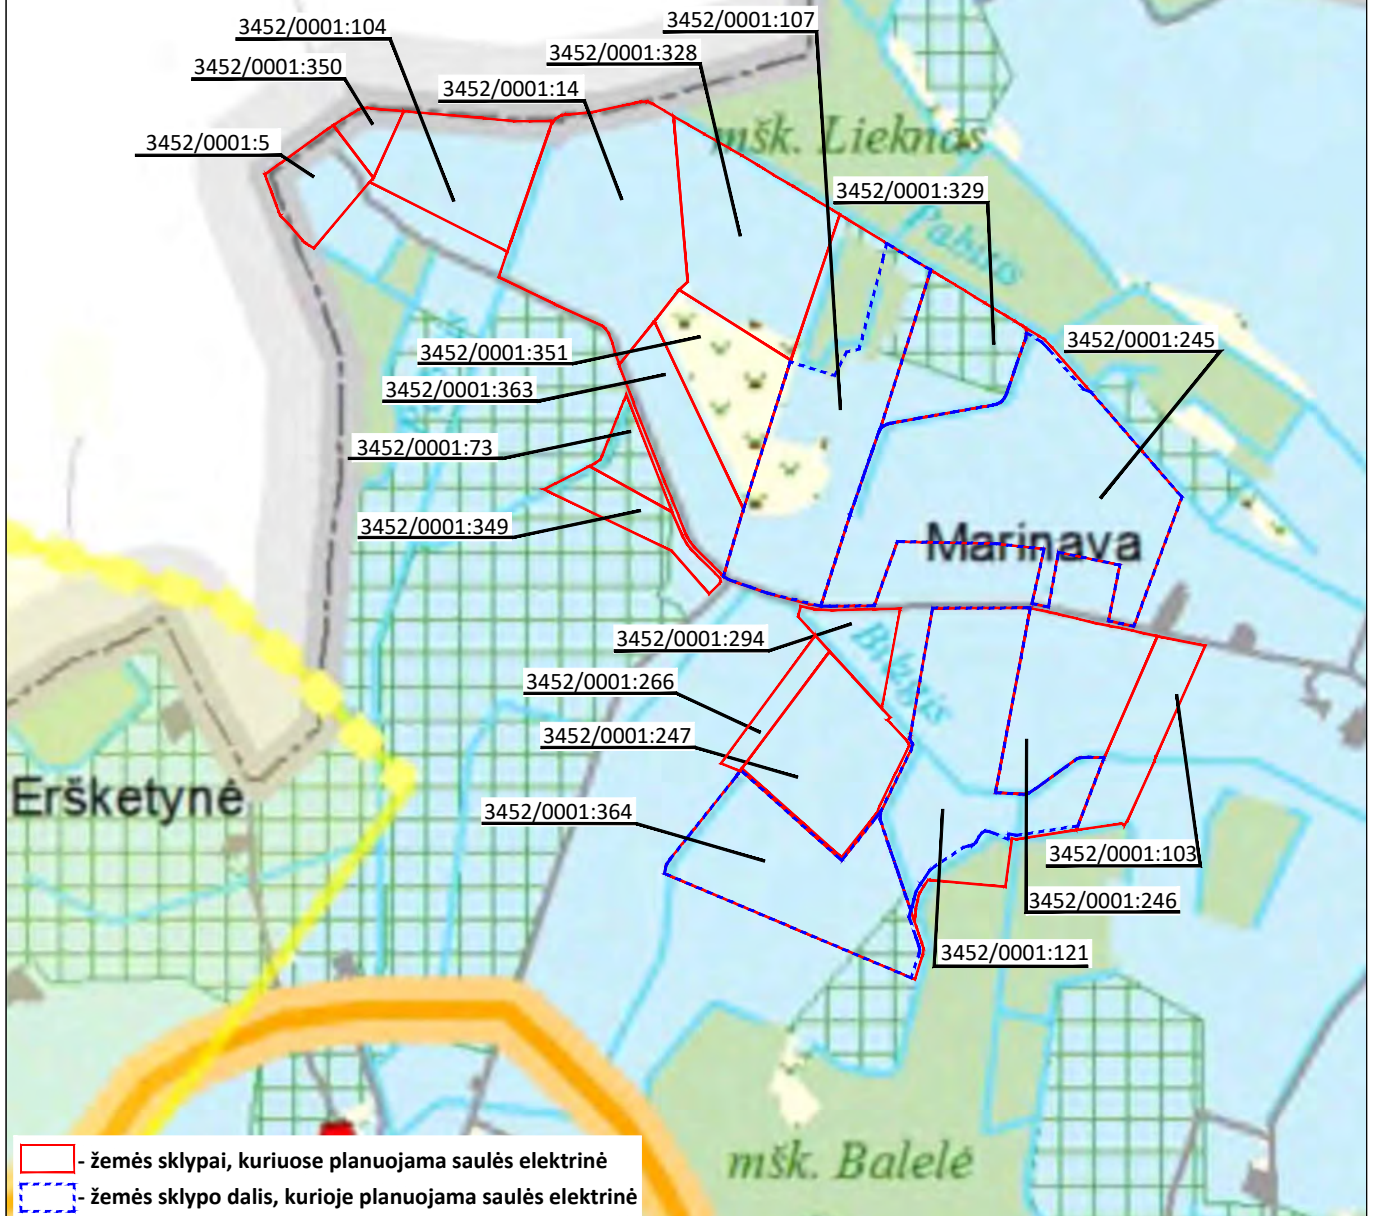 3452/0001:107
3452/0001:104
3452/0001:328
3452/0001:350
3452/0001:14
3452/0001:5
mšk. Lieknas
3452/0001:329
Pabus
3452/0001:245
3452/0001:351
3452/0001:363
3452/0001:73
3452/0001:349
Marinava
3452/0001:294
3452/0001:266
3452/0001:247
Erškėtynė
3452/0001:364
3452/0001:103
3452/0001:246
3452/0001:121
mšk. Balelė
- žemės sklypai, kuriuose planuojama saulės elektrinė
- žemės sklypo dalis, kurioje planuojama saulės elektrinė